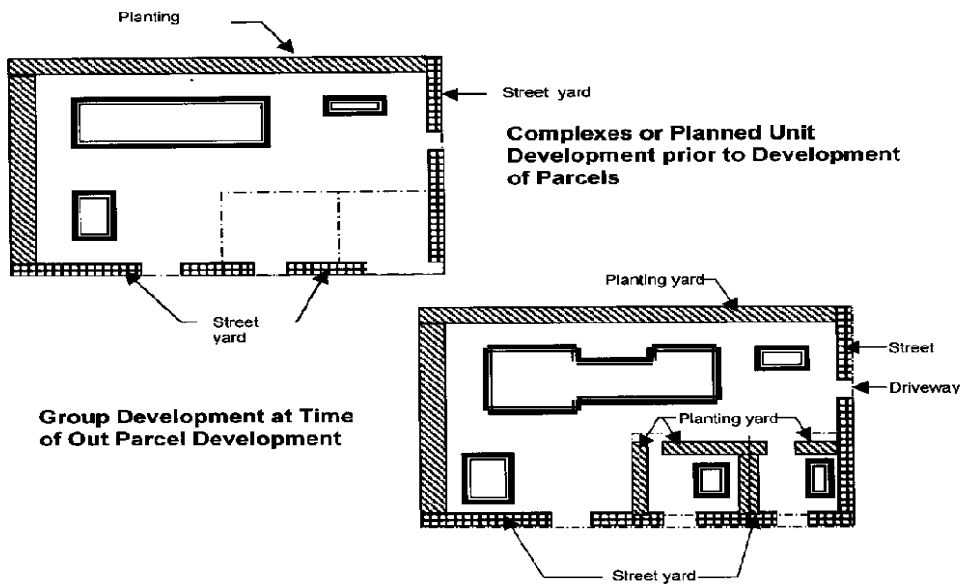 Planting
Street yard
Complexes or Planned Unit
Development prior to Development
of Parcels
Street
yard
Planting yard
Street
Driveway
Group Development at Time
of Out Parcel Development
Planting yard
Street yard